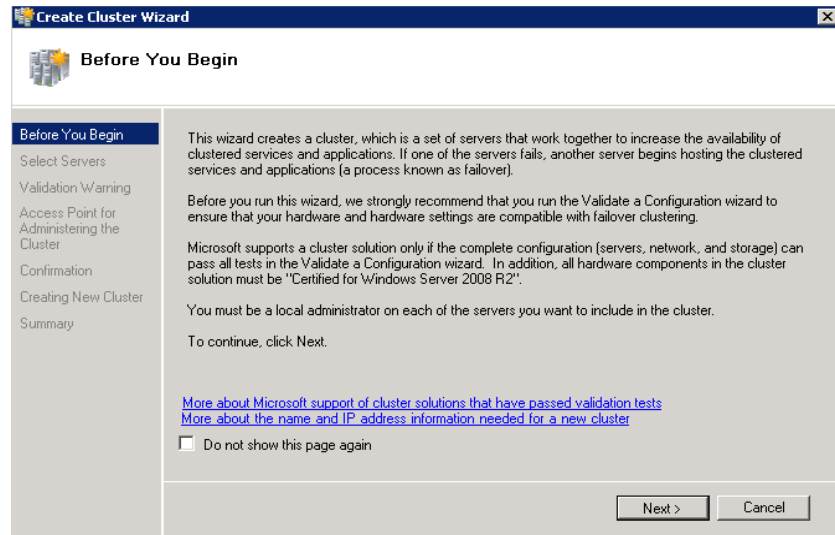 Create Cluster Wizard
Before You Begin
Before You Begin
Select Servers
Validation Warning
Access Point for
Administering the
Cluster
Confirmation
Creating New Cluster
Summary
This wizard creates a cluster, which is a set of servers that work together to increase the availability of
clustered services and applications. If one of the servers fails, another server begins hosting the clustered
services and applications (a process known as failover).
Before you run this wizard, we strongly recommend that you run the Validate a Configuration wizard to
ensure that your hardware and hardware settings are compatible with failover clustering.
Microsoft supports a cluster solution only if the complete configuration (servers, network, and storage) can
pass all tests in the Validate a Configuration wizard. In addition, all hardware components in the cluster
solution must be "Certified for Windows Server 2008 R2".
You must be a local administrator on each of the servers you want to include in the cluster.
To continue, click Next.
More about Microsoft support of cluster solutions that have passed validation tests
More about the name and IP address information needed for a new cluster
Do not show this page again
Next >
Cancel